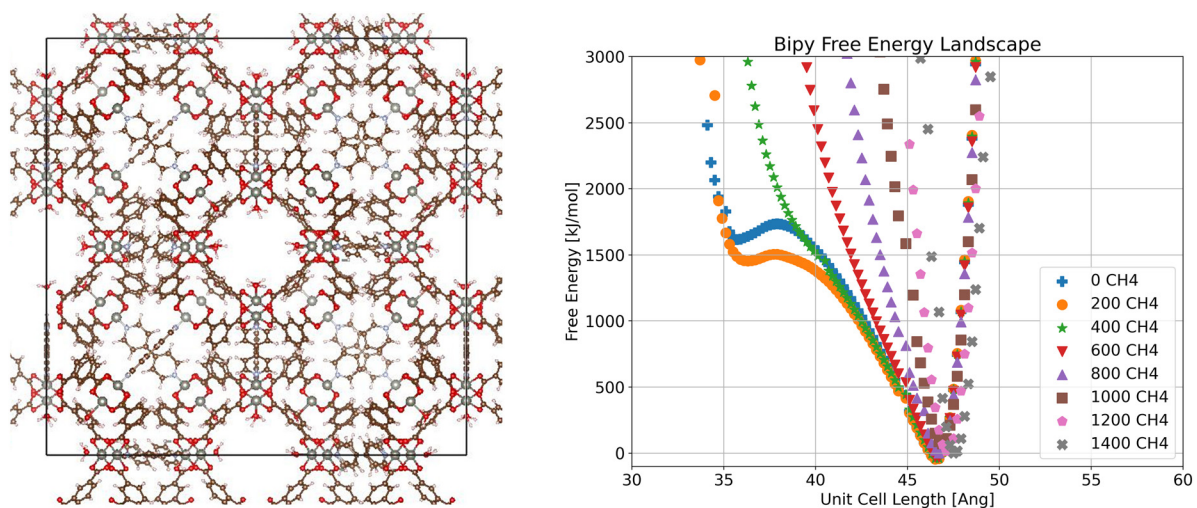 Bipy Free Energy Landscape
3000
2500
2000
1500
1000
500
0
Free Energy [kJ/mol]
30
35
40
45
50
55
60
Unit Cell Length [Ang]
0 CH4
200 CH4
400 CH4
600 CH4
800 CH4
1000 CH4
1200 CH4
1400 CH4